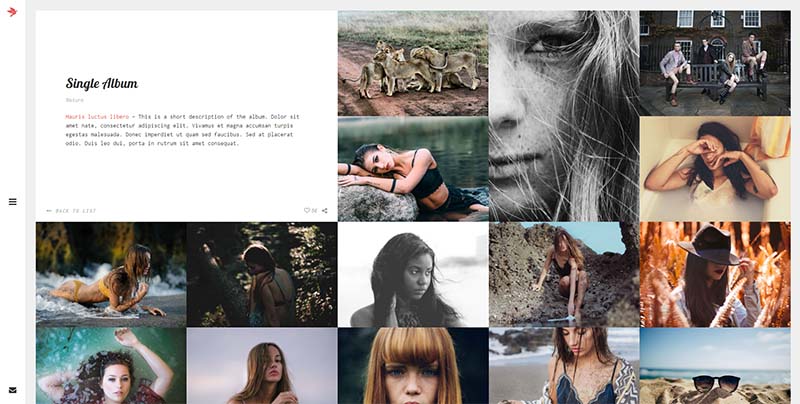 Single Album
Nature
Mauris luctus libero – This is a short description of the album. Dolor sit
amet nate, consectetur adipiscing elit. Vivamus et magna accumsan turpis
egestas malesuada. Donec imperdiet ut quam sed faucibus. Sed at placerat
odio. Duis leo dui, porta in rutrum sit amet consequat.
← BACK TO LIST